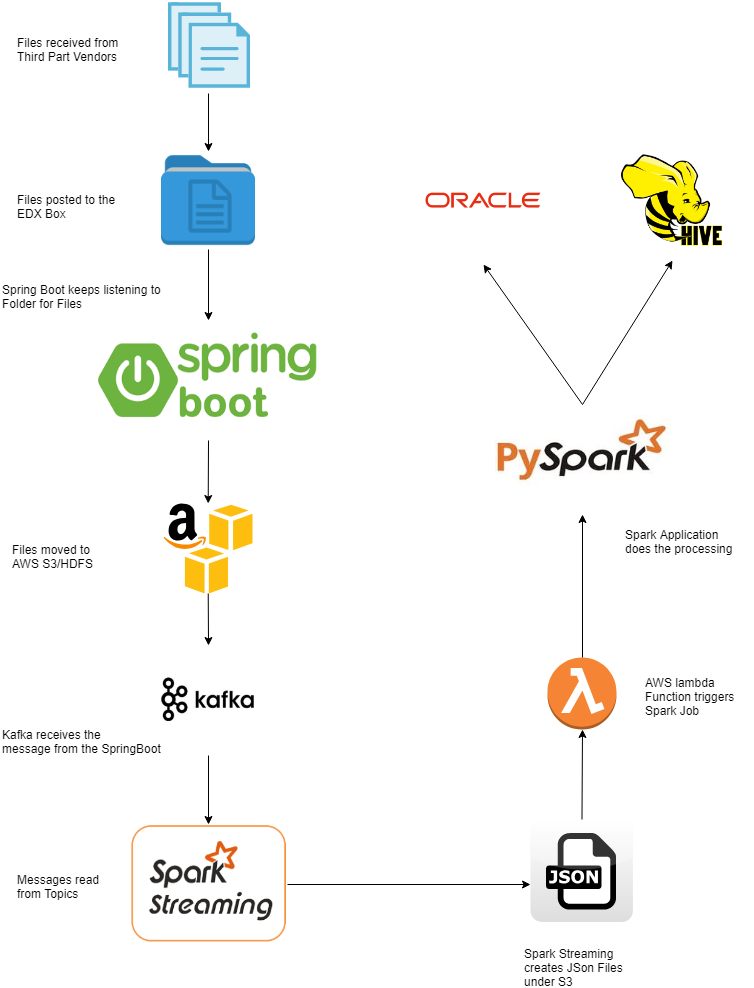 Files received from
Third Part Vendors
Files posted to the
EDX Box
ORACLE
HIVE
Spring Boot keeps listening to
Folder for Files
spring
boot
PySpark
Files moved to
AWS S3/HDFS
a
Spark Application
does the processing
kafka
AWS lambda
Function triggers
Spark Job
λ
Kafka receives the
message from the SpringBoot
Messages read
from Topics
Spark
Streaming
JSON
Spark Streaming
creates JSon Files
under S3